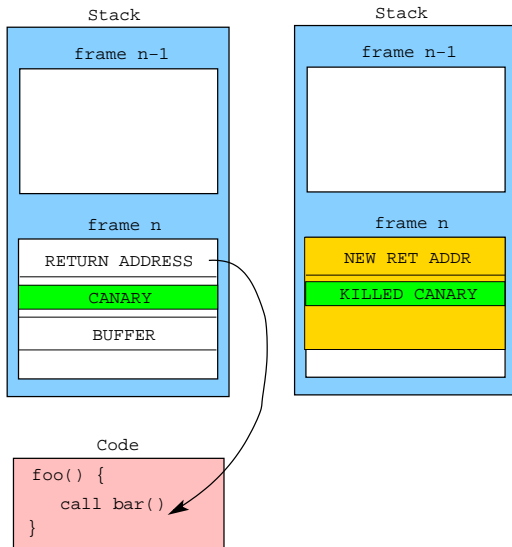 Stack
frame n-1
frame n
RETURN ADDRESS
CANARY
BUFFER
Stack
frame n-1
frame n
NEW RET ADDR
KILLED CANARY
Code
foo() {
call bar()
}